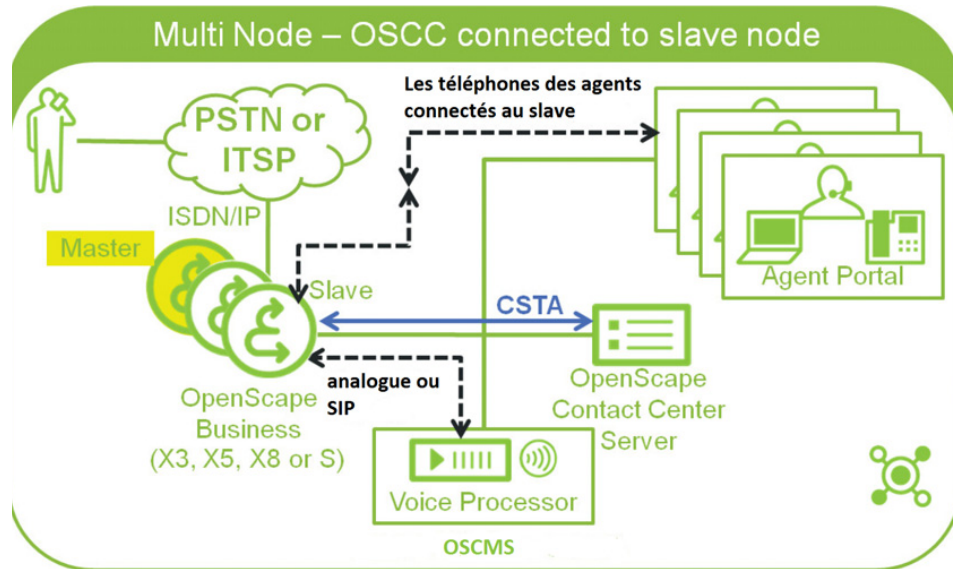 Multi Node – OSCC connected to slave node
Les téléphones des agents
connectés au slave
PSTN or
ITSP
ISDN/IP
Master
Slave
CSTA
Agent Portal
analogue ou
SIP
OpenScape
Business
(X3, X5, X8 or S)
OpenScape
Contact Center
Server
Voice Processor
OSCMS